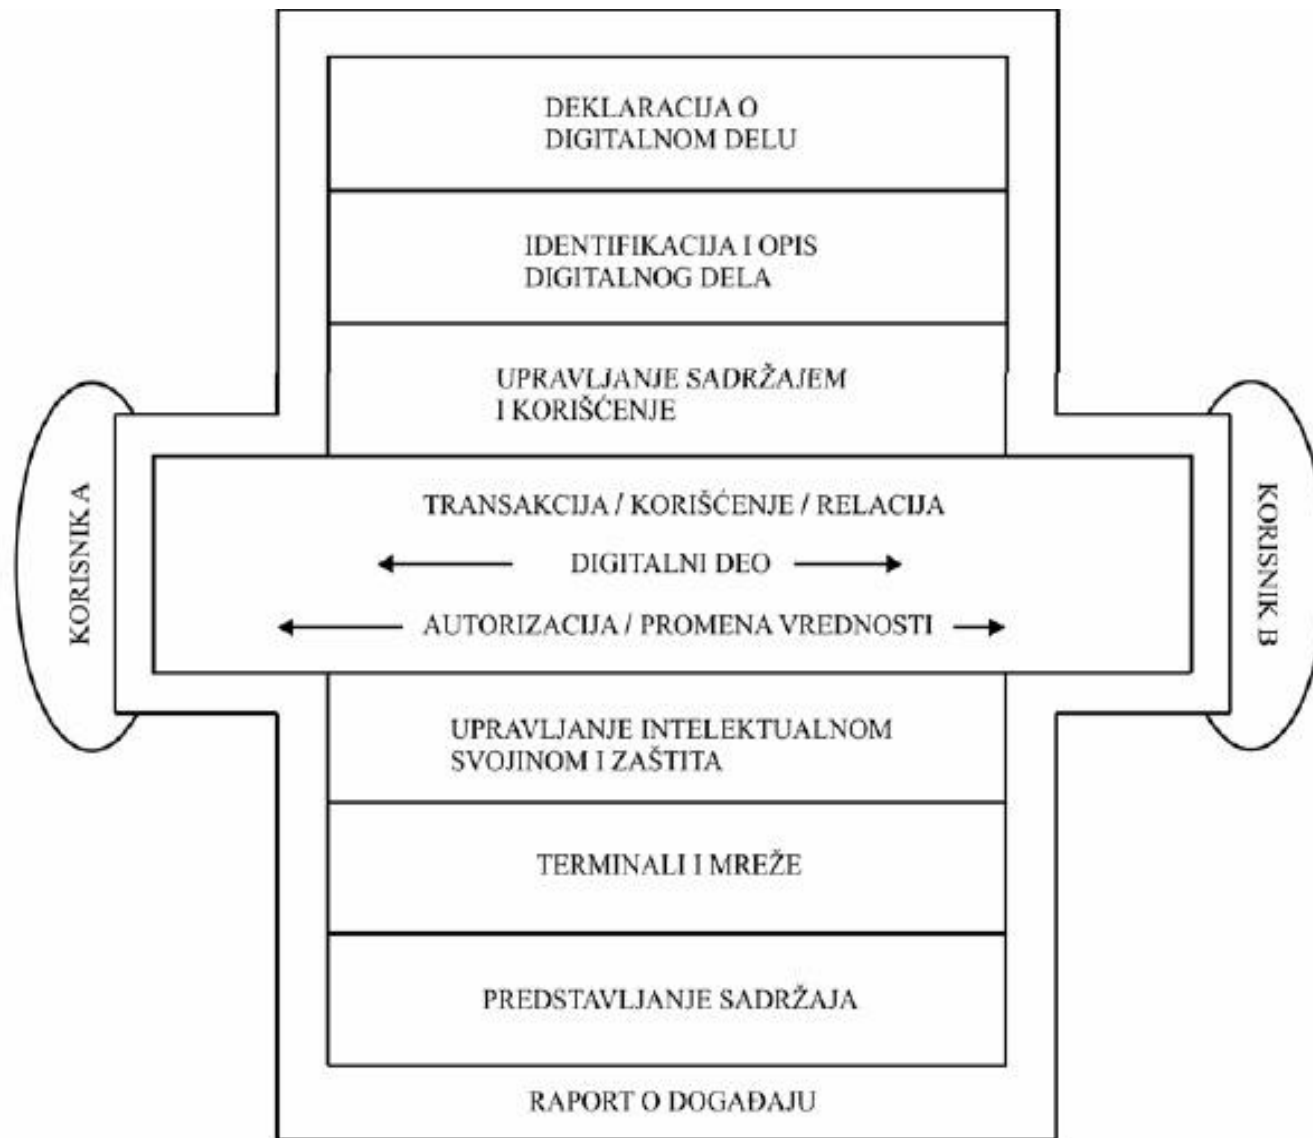 DEKLARACIJA O
DIGITALNOM DELU
IDENTIFIKACIJA I OPIS
DIGITALNOG DELA
UPRAVLJANJE SADRŽAJEM
I KORIŠĆENJE
KORISNIK A
TRANSAKCIJA / KORIŠĆENJE / RELACIJA
DIGITALNI DEO
AUTORIZACIJA / PROMENA VREDNOSTI
KORISNIK B
UPRAVLJANJE INTELEKTUALNOM
SVOJINOM I ZAŠTITA
TERMINALI I MREŽE
PREDSTAVLJANJE SADRŽAJA
RAPORT O DOGAĐAJU